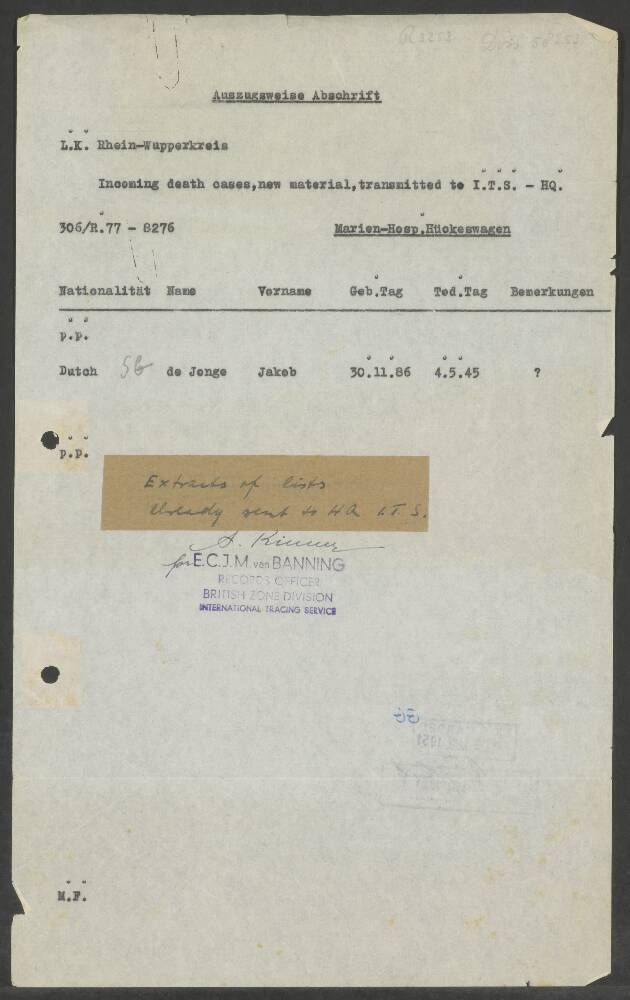 Auszugsweise Abschrift
L.K. Rhein-Wupperkreis
Incoming death cases,new material,transmitted to I.T.S. - HQ.
306/R.77 - 8276 Marien-Hosp.Hückeswagen
Nationalität Name Vorname Geb.Tag Tod.Tag Bemerkungen
p.p.
Dutch de Jonge Jakob 30.11.86 4.5.45 ?
p.p.
Extracts of lists
already sent to HQ I.T.S.
for E.C.J.M. van BANNING
RECORDS OFFICER
BRITISH ZONE DIVISION
INTERNATIONAL TRACING SERVICE
M.F.